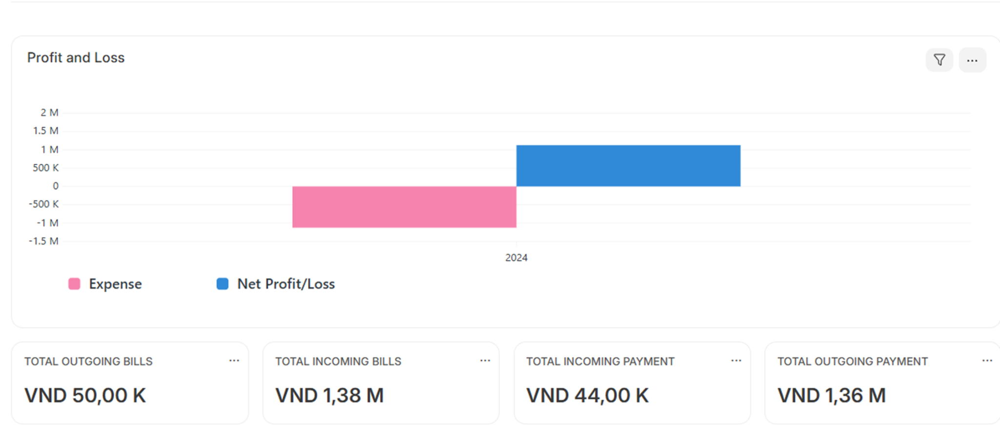 Profit and Loss
2 M
1.5 M
1 M
500 K
0
-500 K
-1 M
-1.5 M
2024
Expense
Net Profit/Loss
TOTAL OUTGOING BILLS
VND 50,00 K
TOTAL INCOMING BILLS
VND 1,38 M
TOTAL INCOMING PAYMENT
VND 44,00 K
TOTAL OUTGOING PAYMENT
VND 1,36 M